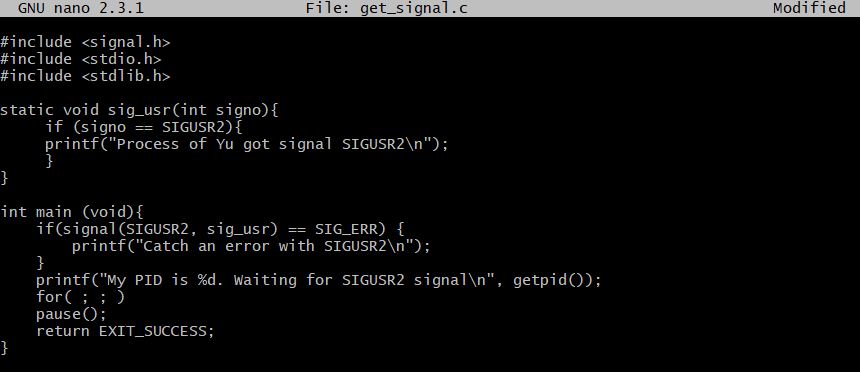 GNU nano 2.3.1 File: get_signal.c Modified
#include <signal.h>
#include <stdio.h>
#include <stdlib.h>
static void sig_usr(int signo){
if (signo == SIGUSR2){
printf("Process of Yu got signal SIGUSR2\n");
}
}
int main (void){
if(signal(SIGUSR2, sig_usr) == SIG_ERR) {
printf("Catch an error with SIGUSR2\n");
}
printf("My PID is %d. Waiting for SIGUSR2 signal\n", getpid());
for( ; ; )
pause();
return EXIT_SUCCESS;
}